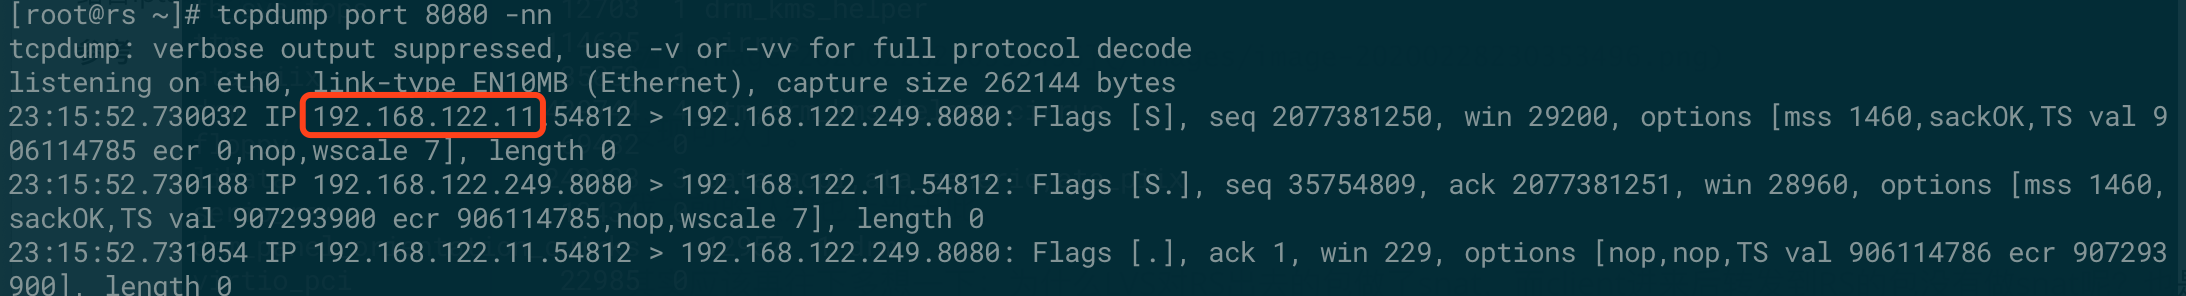 [root@rs ~]# tcpdump port 8080 -nn
tcpdump: verbose output suppressed, use -v or -vv for full protocol decode
listening on eth0, link-type EN10MB (Ethernet), capture size 262144 bytes
23:15:52.730032 IP 192.168.122.11.54812 > 192.168.122.249.8080: Flags [S], seq 2077381250, win 29200, options [mss 1460,sackOK,TS val 9
06114785 ecr 0,nop,wscale 7], length 0
23:15:52.730188 IP 192.168.122.249.8080 > 192.168.122.11.54812: Flags [S.], seq 35754809, ack 2077381251, win 28960, options [mss 1460,
sackOK,TS val 907293900 ecr 906114785,nop,wscale 7], length 0
23:15:52.731054 IP 192.168.122.11.54812 > 192.168.122.249.8080: Flags [.], ack 1, win 229, options [nop,nop,TS val 906114786 ecr 907293
900], length 0